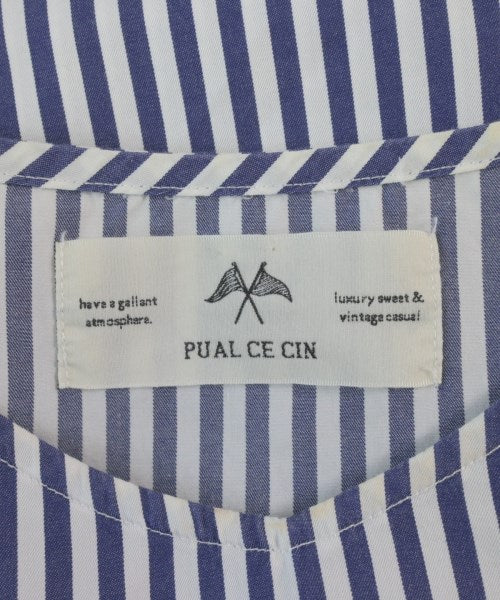 have a gallant
atmosphere.
luxury sweet &
vintage casual
PUAL CE CIN